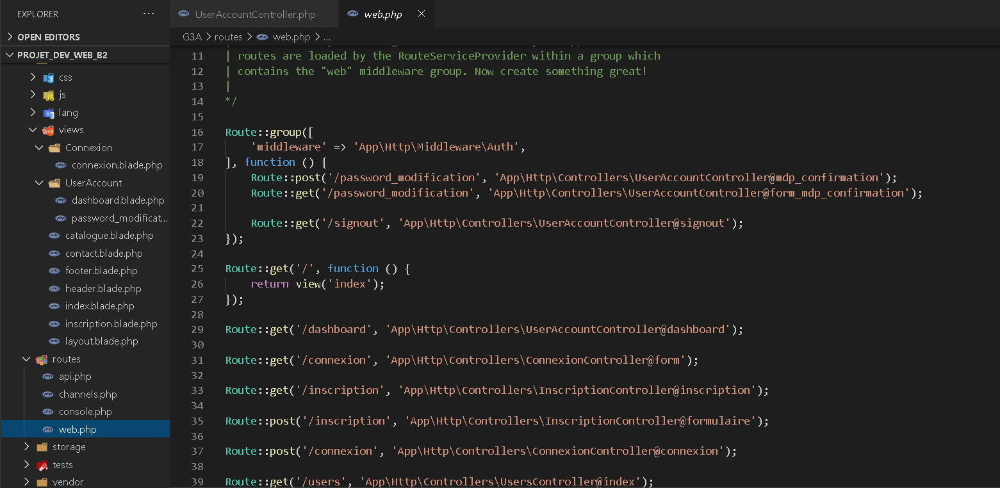 EXPLORER
...
OPEN EDITORS
PROJET_DEV_WEB_B2
css
js
lang
views
Connexion
connexion.blade.php
UserAccount
dashboard.blade.php
password_modificat...
catalogue.blade.php
contact.blade.php
footer.blade.php
header.blade.php
index.blade.php
inscription.blade.php
layout.blade.php
routes
api.php
channels.php
console.php
web.php
storage
tests
vendor
UserAccountController.php
web.php
G3A > routes > web.php > ...
11 | routes are loaded by the RouteServiceProvider within a group which
12 | contains the "web" middleware group. Now create something great!
13 |
14 */
15
16 Route::group([
17     'middleware' => 'App\Http\Middleware\Auth',
18 ], function () {
19     Route::post('/password_modification', 'App\Http\Controllers\UserAccountController@mdp_confirmation');
20     Route::get('/password_modification', 'App\Http\Controllers\UserAccountController@form_mdp_confirmation');
21
22     Route::get('/signout', 'App\Http\Controllers\UserAccountController@signout');
23 });
24
25 Route::get('/', function () {
26     return view('index');
27 });
28
29 Route::get('/dashboard', 'App\Http\Controllers\UserAccountController@dashboard');
30
31 Route::get('/connexion', 'App\Http\Controllers\ConnexionController@form');
32
33 Route::get('/inscription', 'App\Http\Controllers\InscriptionController@inscription');
34
35 Route::post('/inscription', 'App\Http\Controllers\InscriptionController@formulaire');
36
37 Route::post('/connexion', 'App\Http\Controllers\ConnexionController@connexion');
38
39 Route::get('/users', 'App\Http\Controllers\UsersController@index');